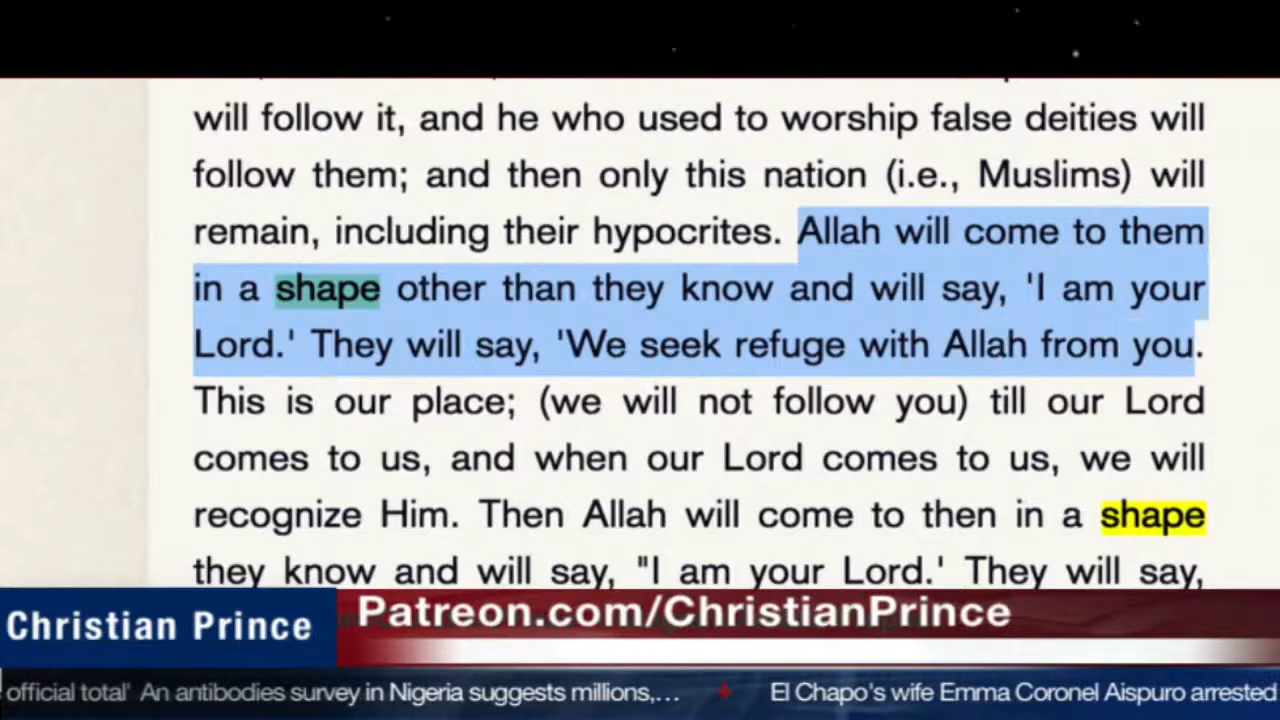 will follow it, and he who used to worship false deities will
follow them; and then only this nation (i.e., Muslims) will
remain, including their hypocrites. Allah will come to them
in a shape other than they know and will say, 'I am your
Lord.' They will say, 'We seek refuge with Allah from you.
This is our place; (we will not follow you) till our Lord
comes to us, and when our Lord comes to us, we will
recognize Him. Then Allah will come to then in a shape
they know and will say, "I am your Lord.' They will say,
Christian Prince
Patreon.com/ChristianPrince
official total' An antibodies survey in Nigeria suggests millions,... El Chapo's wife Emma Coronel Aispuro arrested